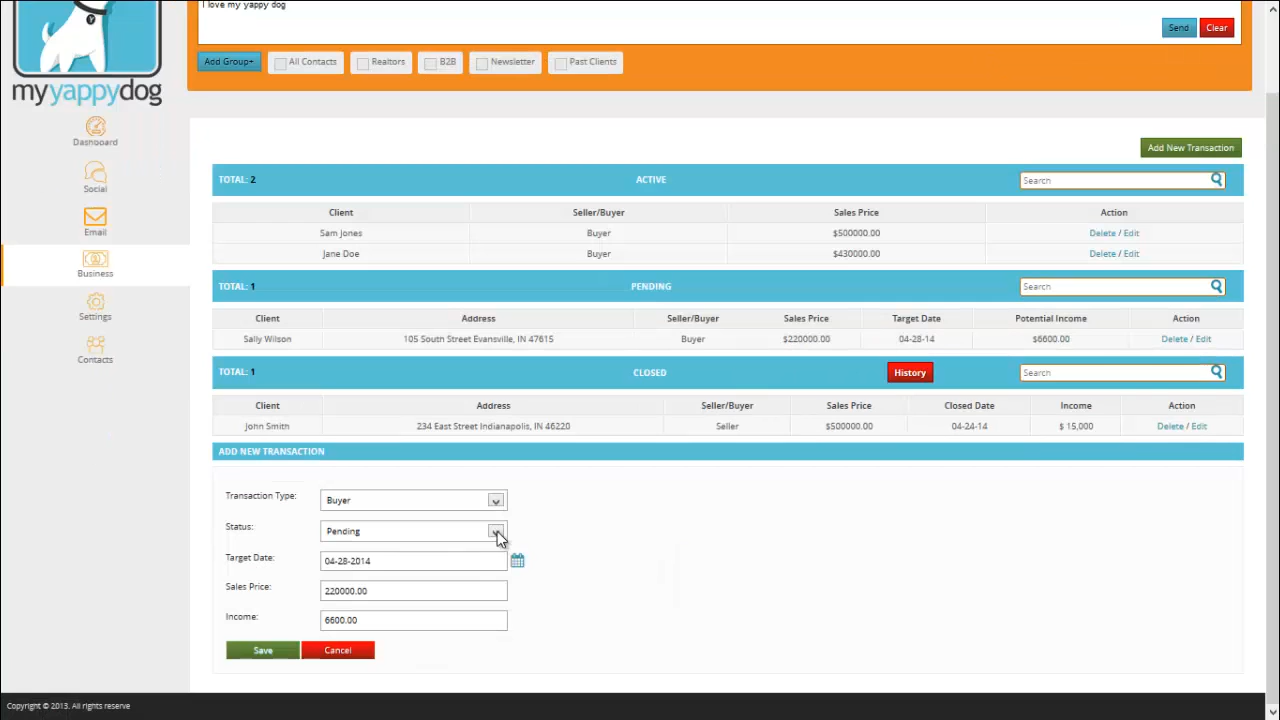 I love my yappy dog
Send Clear
Add Group+ All Contacts Realtors B2B Newsletter Past Clients
myyappydog
Dashboard
Social
Email
Business
Settings
Contacts
Add New Transaction
TOTAL: 2 ACTIVE Search
Client Seller/Buyer Sales Price Action
Sam Jones Buyer $500000.00 Delete / Edit
Jane Doe Buyer $430000.00 Delete / Edit
TOTAL: 1 PENDING Search
Client Address Seller/Buyer Sales Price Target Date Potential Income Action
Sally Wilson 105 South Street Evansville, IN 47615 Buyer $220000.00 04-28-14 $6600.00 Delete / Edit
TOTAL: 1 CLOSED History Search
Client Address Seller/Buyer Sales Price Closed Date Income Action
John Smith 234 East Street Indianapolis, IN 46220 Seller $500000.00 04-24-14 $ 15,000 Delete / Edit
ADD NEW TRANSACTION
Transaction Type: Buyer
Status: Pending
Target Date: 04-28-2014
Sales Price: 220000.00
Income: 6600.00
Save Cancel
Copyright © 2013. All rights reserve